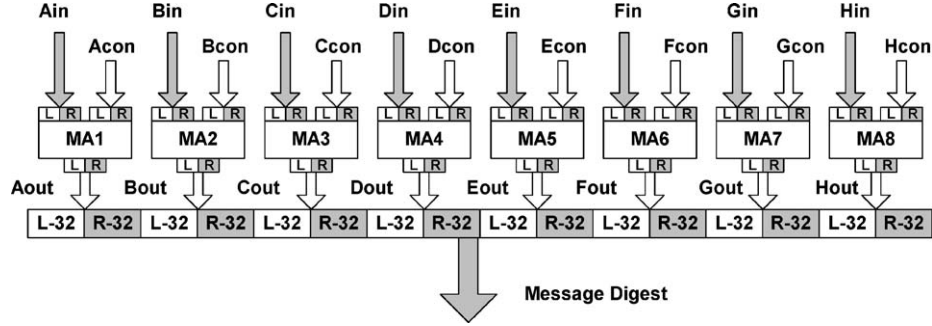 Ain Bin Cin Din Ein Fin Gin Hin
Acon Bcon Ccon Dcon Econ Fcon Gcon Hcon
L R L R L R L R L R L R L R L R L R L R L R L R L R L R L R L R
MA1 MA2 MA3 MA4 MA5 MA6 MA7 MA8
L R L R L R L R L R L R L R L R
Aout Bout Cout Dout Eout Fout Gout Hout
L-32 R-32 L-32 R-32 L-32 R-32 L-32 R-32 L-32 R-32 L-32 R-32 L-32 R-32 L-32 R-32
Message Digest